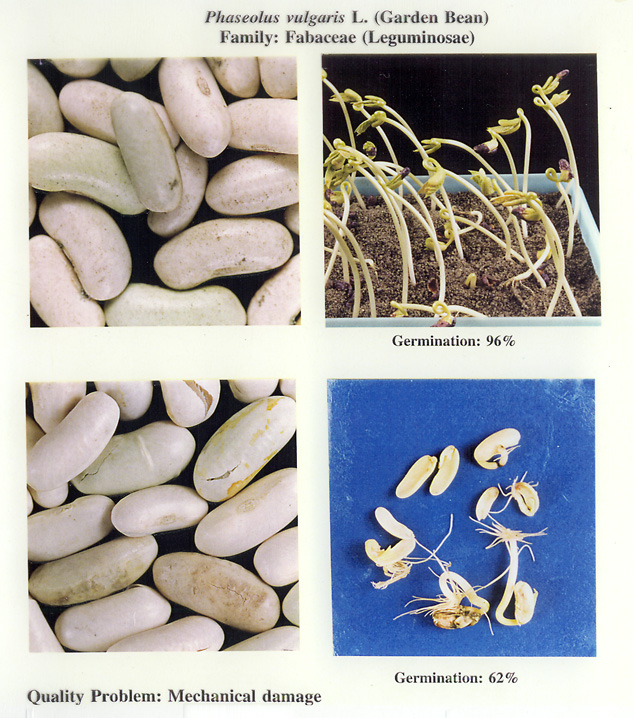 Phaseolus vulgaris L. (Garden Bean)
Family: Fabaceae (Leguminosae)
Germination: 96%
Germination: 62%
Quality Problem: Mechanical damage